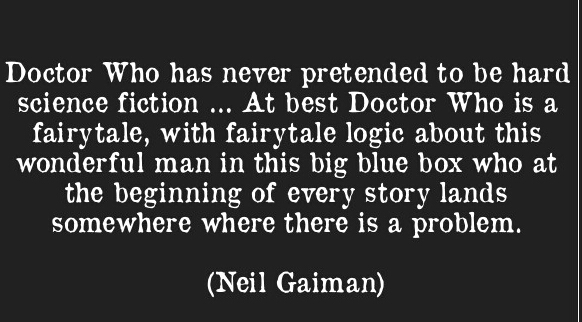 Doctor Who has never pretended to be hard
science fiction ... At best Doctor Who is a
fairytale, with fairytale logic about this
wonderful man in this big blue box who at
the beginning of every story lands
somewhere where there is a problem.
(Neil Gaiman)